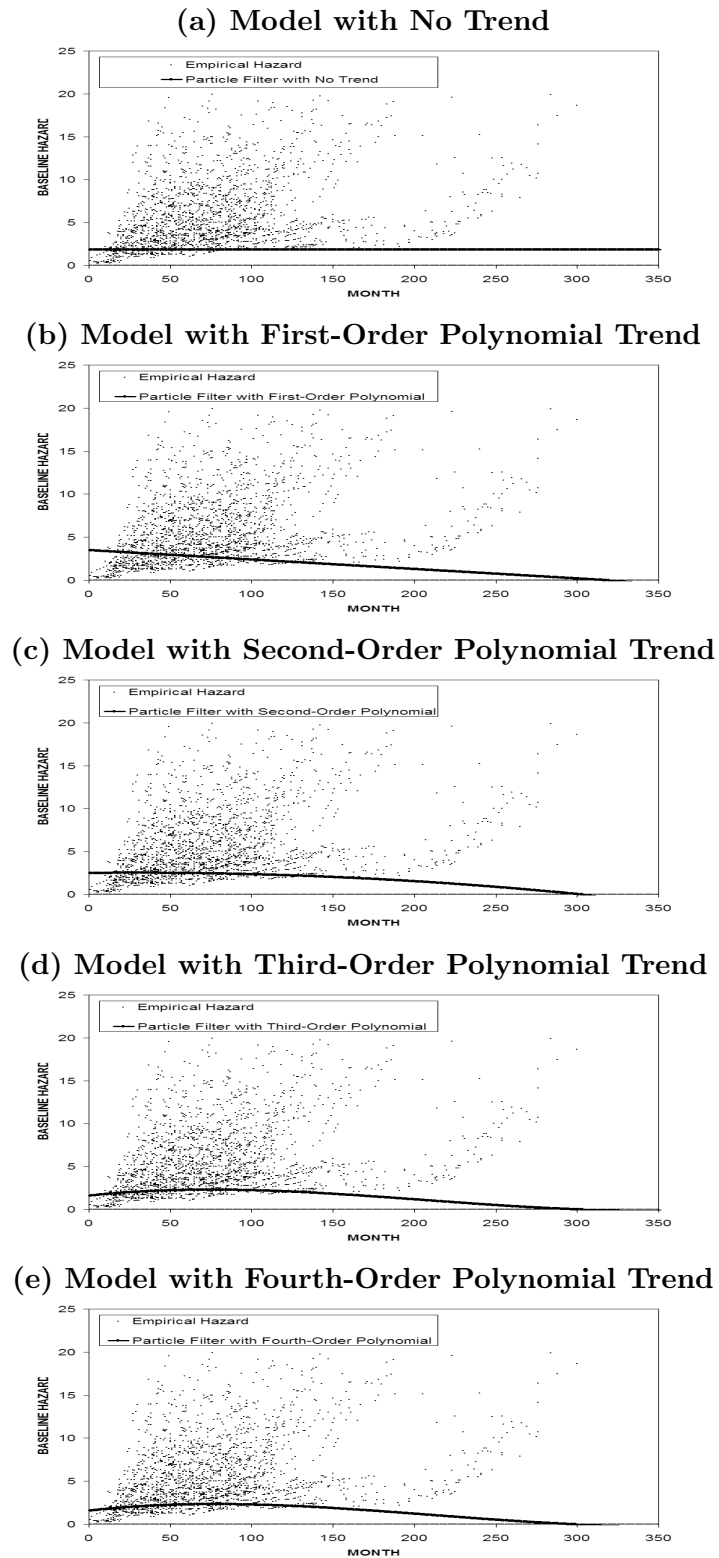 (a) Model with No Trend
25
Empirical Hazard
Particle Filter with No Trend
20
15
10
5
0
BASELINE HAZARD
0 50 100 150 200 250 300 350
MONTH
(b) Model with First-Order Polynomial Trend
25
Empirical Hazard
Particle Filter with First-Order Polynomial
20
15
10
5
0
BASELINE HAZARD
0 50 100 150 200 250 300 350
MONTH
(c) Model with Second-Order Polynomial Trend
25
Empirical Hazard
Particle Filter with Second-Order Polynomial
20
15
10
5
0
BASELINE HAZARD
0 50 100 150 200 250 300 350
MONTH
(d) Model with Third-Order Polynomial Trend
25
Empirical Hazard
Particle Filter with Third-Order Polynomial
20
15
10
5
0
BASELINE HAZARD
0 50 100 150 200 250 300 350
MONTH
(e) Model with Fourth-Order Polynomial Trend
25
Empirical Hazard
Particle Filter with Fourth-Order Polynomial
20
15
10
5
0
BASELINE HAZARD
0 50 100 150 200 250 300 350
MONTH